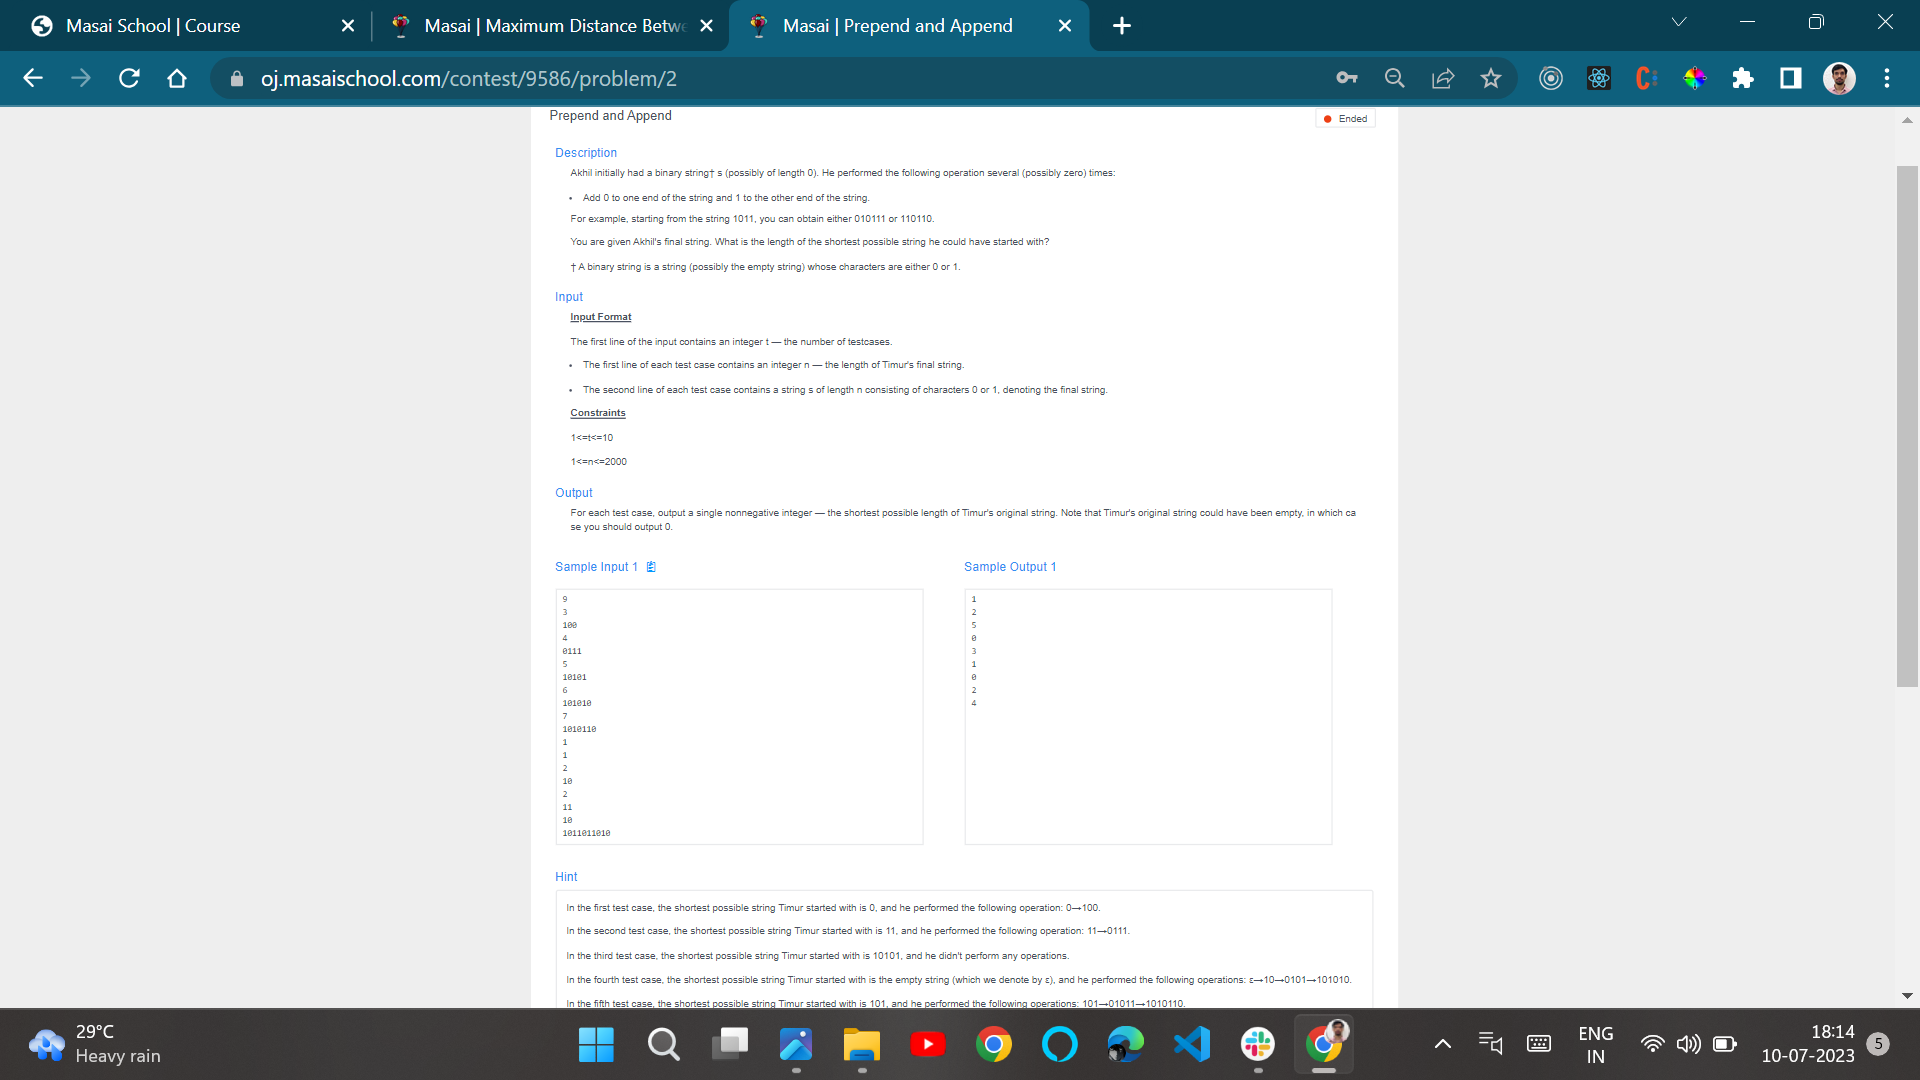 Masai School | Course
Masai | Maximum Distance Betwe
Masai | Prepend and Append
oj.masaischool.com/contest/9586/problem/2
Prepend and Append
Ended
Description
Akhil initially had a binary string† s (possibly of length 0). He performed the following operation several (possibly zero) times:
• Add 0 to one end of the string and 1 to the other end of the string.
For example, starting from the string 1011, you can obtain either 010111 or 110110.
You are given Akhil's final string. What is the length of the shortest possible string he could have started with?
† A binary string is a string (possibly the empty string) whose characters are either 0 or 1.
Input
Input Format
The first line of the input contains an integer t — the number of testcases.
• The first line of each test case contains an integer n — the length of Timur's final string.
• The second line of each test case contains a string s of length n consisting of characters 0 or 1, denoting the final string.
Constraints
1<=t<=10
1<=n<=2000
Output
For each test case, output a single nonnegative integer — the shortest possible length of Timur's original string. Note that Timur's original string could have been empty, in which ca
se you should output 0.
Sample Input 1
9
3
100
4
0111
5
10101
6
101010
7
1010110
1
1
2
10
2
11
10
1011011010
Sample Output 1
1
2
5
0
3
1
0
2
4
Hint
In the first test case, the shortest possible string Timur started with is 0, and he performed the following operation: 0→100.
In the second test case, the shortest possible string Timur started with is 11, and he performed the following operation: 11→0111.
In the third test case, the shortest possible string Timur started with is 10101, and he didn't perform any operations.
In the fourth test case, the shortest possible string Timur started with is the empty string (which we denote by ε), and he performed the following operations: ε→10→0101→101010.
In the fifth test case, the shortest possible string Timur started with is 101, and he performed the following operations: 101→01011→1010110.
29°C
Heavy rain
ENG
IN
18:14
10-07-2023
5